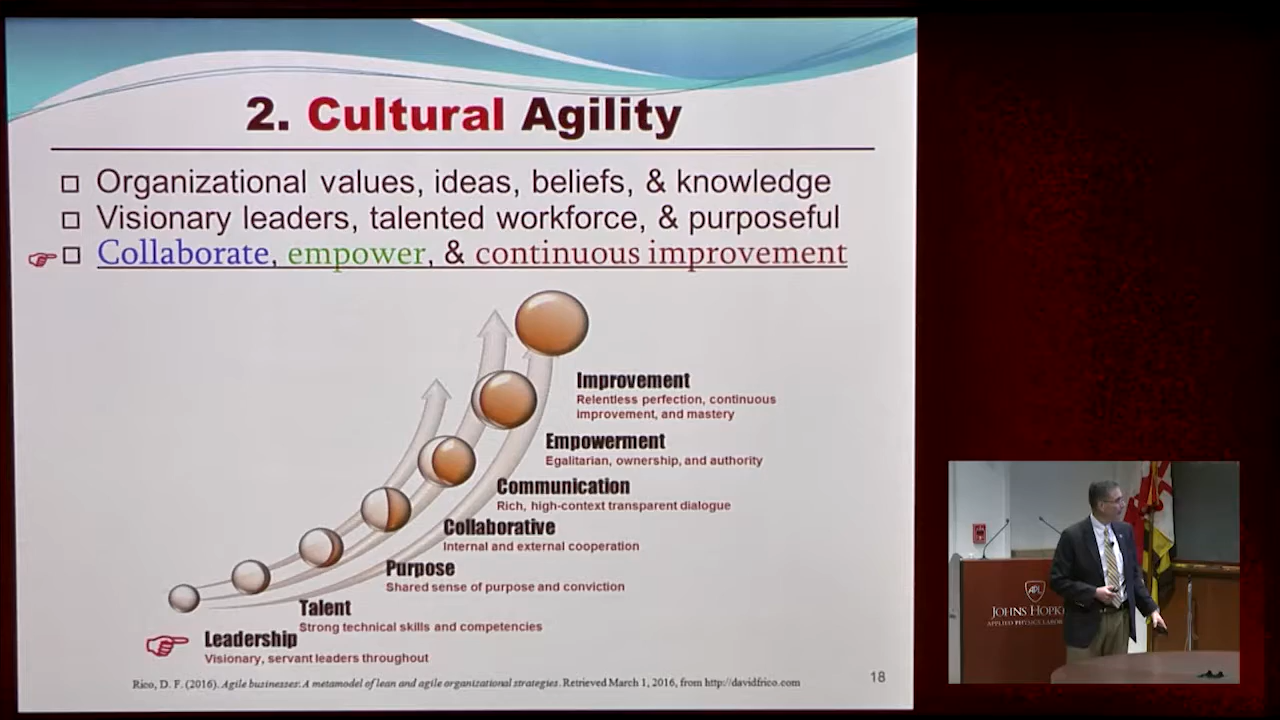 2. Cultural Agility
Organizational values, ideas, beliefs, & knowledge
Visionary leaders, talented workforce, & purposeful
Collaborate, empower, & continuous improvement
Improvement
Relentless perfection, continuous
improvement, and mastery
Empowerment
Egalitarian, ownership, and authority
Communication
Rich, high-context transparent dialogue
Collaborative
Internal and external cooperation
Purpose
Shared sense of purpose and conviction
Talent
Strong technical skills and competencies
Leadership
Visionary, servant leaders throughout
Rico, D. F. (2016). Agile businesses: A metamodel of lean and agile organizational strategies. Retrieved March 1, 2016, from http://davidfrico.com
18
APL
JOHNS HOPK
APPLIED PHYSICS LABOR